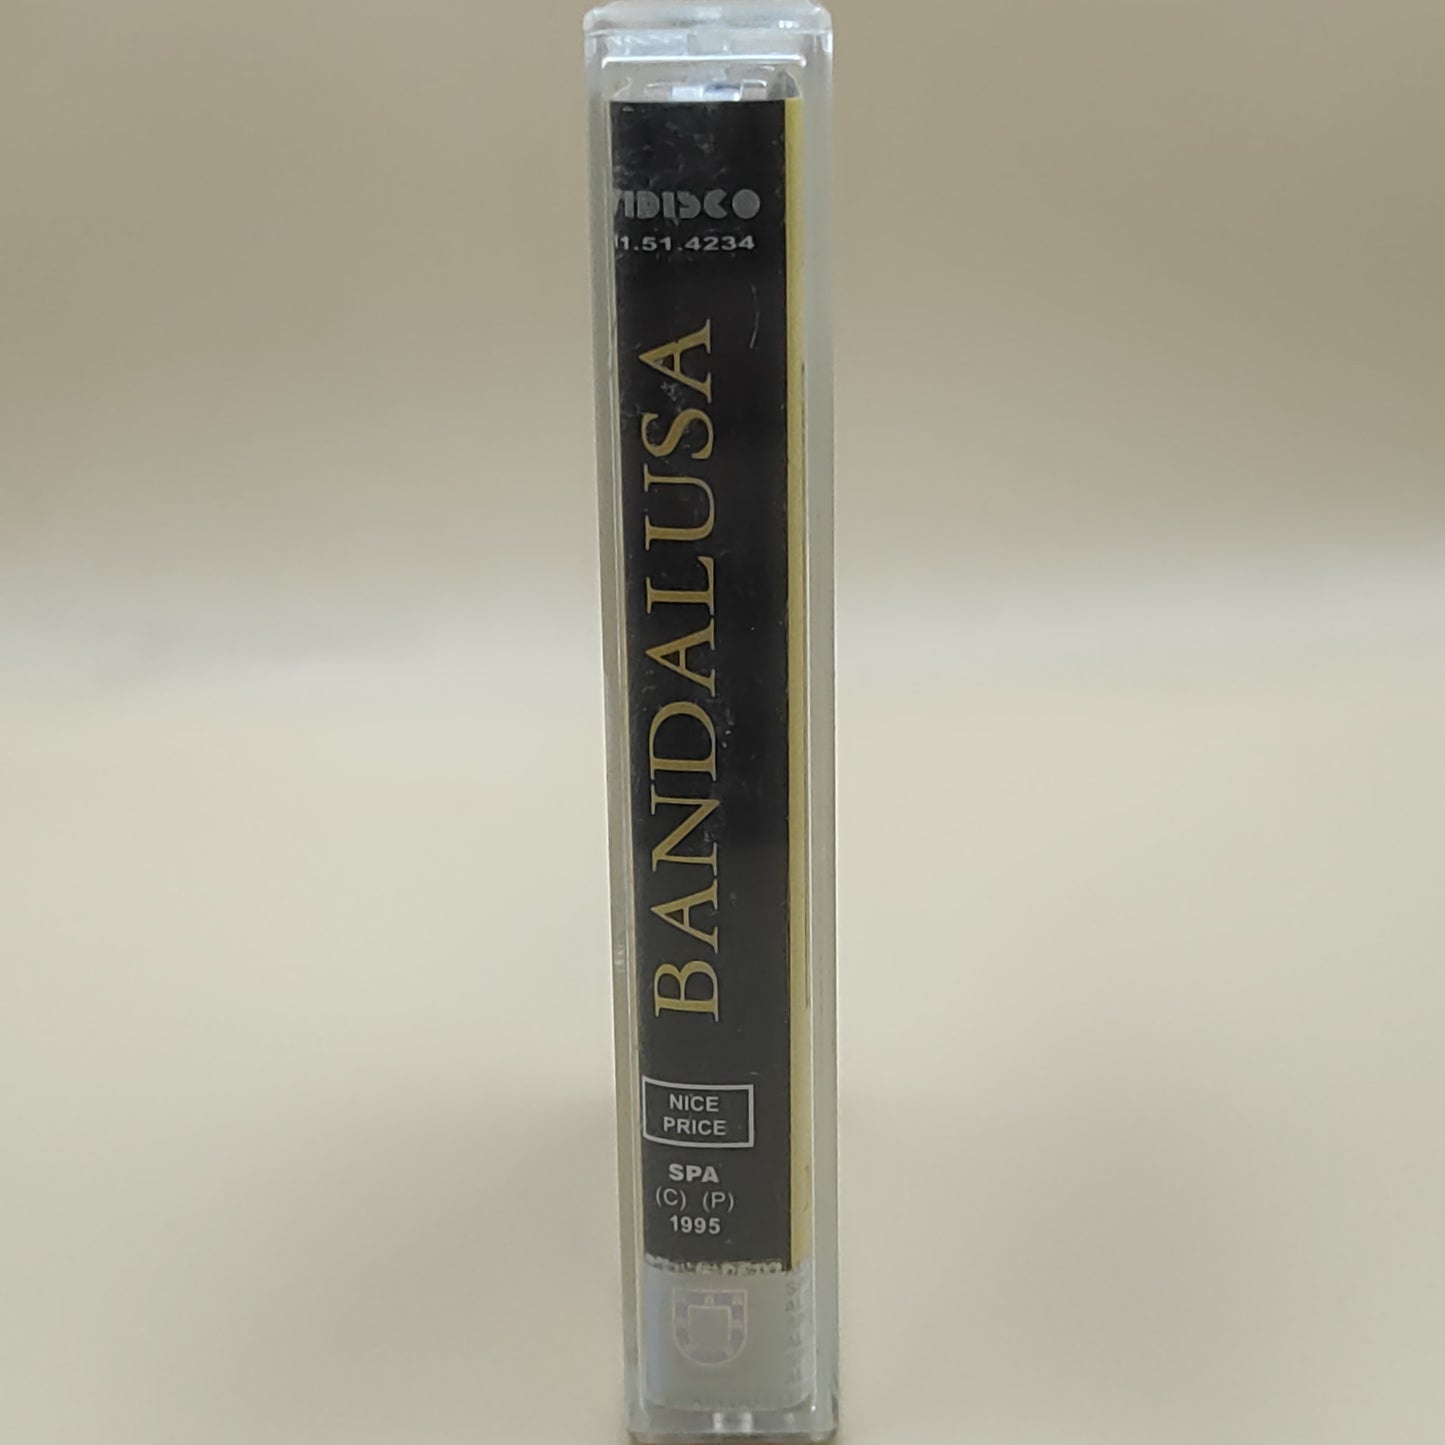 VIDISCO
11.51.4234
BANDALUSA
NICE
PRICE
SPA
(C) (P)
1995